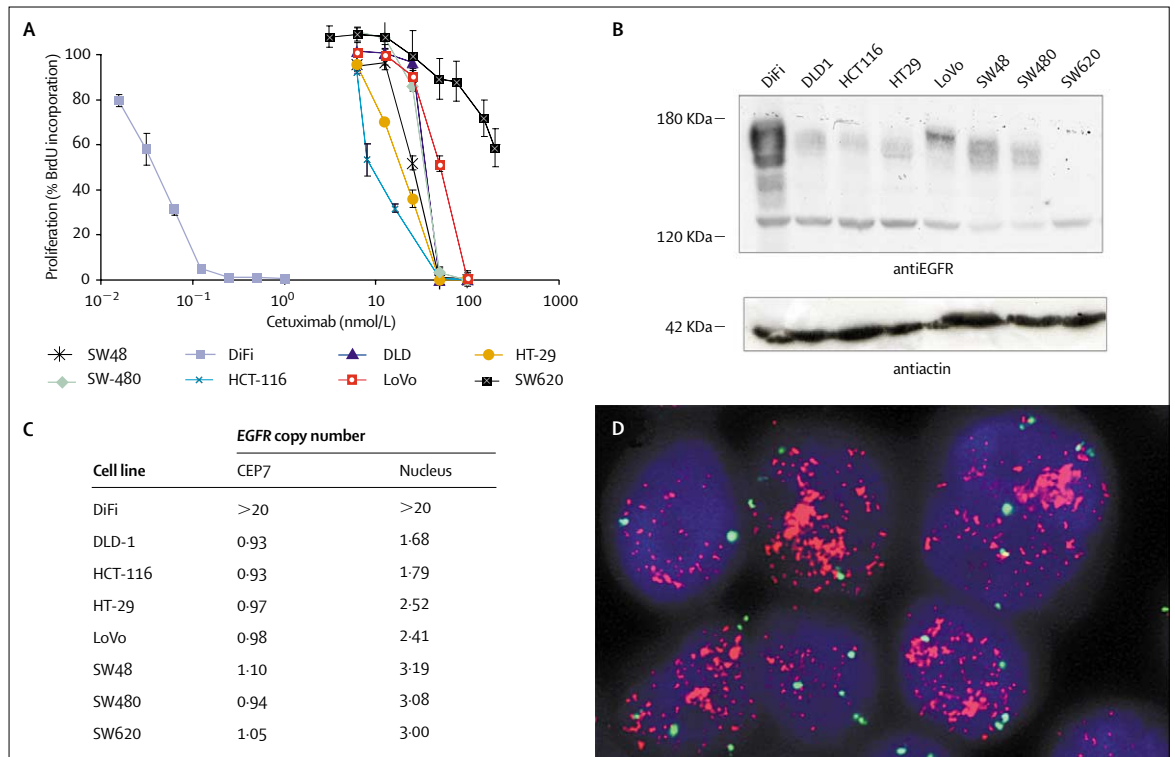 A
Proliferation (% BrdU incorporation)
100
80
60
40
20
0
10⁻² 10⁻¹ 10⁰ 10 100 1000
Cetuximab (nmol/L)
SW48 DiFi DLD HT-29
SW-480 HCT-116 LoVo SW620
B
DiFi DLD1 HCT116 HT29 LoVo SW48 SW480 SW620
180 KDa
120 KDa
antiEGFR
42 KDa
antiactin
C
EGFR copy number
Cell line CEP7 Nucleus
DiFi >20 >20
DLD-1 0·93 1·68
HCT-116 0·93 1·79
HT-29 0·97 2·52
LoVo 0·98 2·41
SW48 1·10 3·19
SW480 0·94 3·08
SW620 1·05 3·00
D